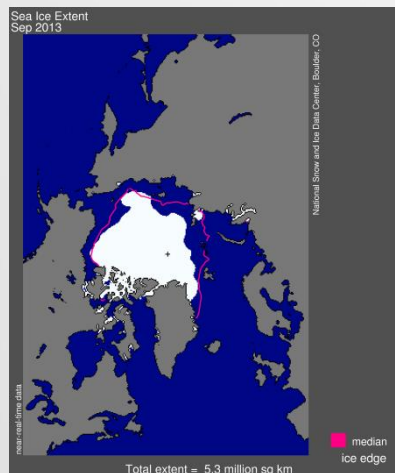 Sea Ice Extent
Sep 2013
National Snow and Ice Data Center, Boulder, CO
near-real-time data
median
ice edge
Total extent = 5.3 million sq km